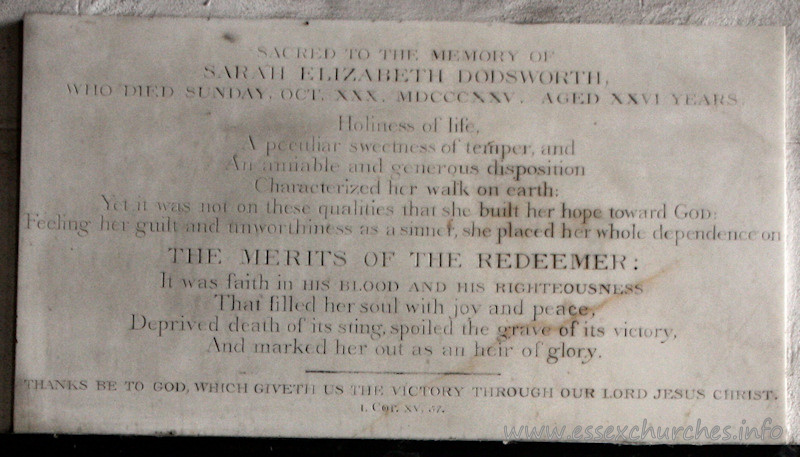 SACRED TO THE MEMORY OF
SARAH ELIZABETH DODSWORTH,
WHO DIED SUNDAY, OCT. XXX, MDCCCXXV. AGED XXVI YEARS.
Holiness of life,
A peculiar sweetness of temper, and
An amiable and generous disposition
Characterized her walk on earth:
Yet it was not on these qualities that she built her hope toward GOD:
Feeling her guilt and unworthiness as a sinner, she placed her whole dependence on
THE MERITS OF THE REDEEMER:
It was faith in HIS BLOOD AND HIS RIGHTEOUSNESS
That filled her soul with joy and peace,
Deprived death of its sting, spoiled the grave of its victory,
And marked her out as an heir of glory.
THANKS BE TO GOD, WHICH GIVETH US THE VICTORY THROUGH OUR LORD JESUS CHRIST.
1. Cor. XV. 57.
www.essexchurches.info